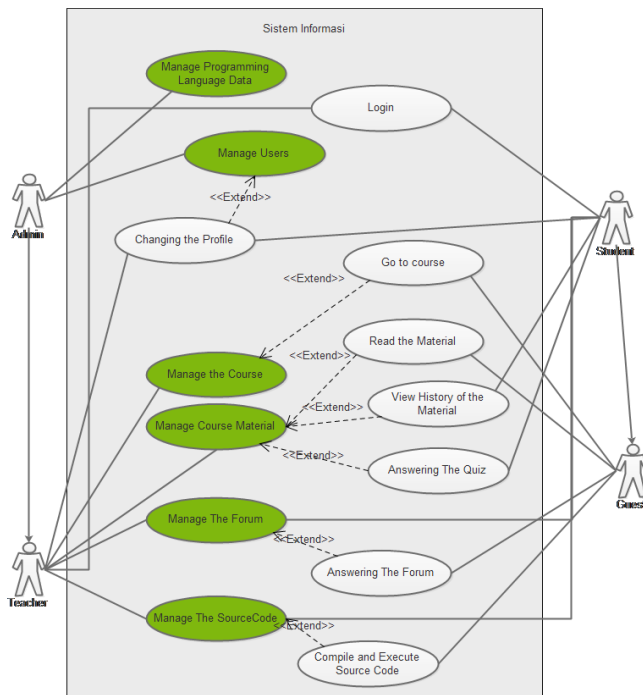 Sistem Informasi
Manage Programming
Language Data
Login
Manage Users
<<Extend>>
Admin
Student
Changing the Profile
Go to course
<<Extend>>
Read the Material
<<Extend>>
Manage the Course
View History of the
Material
<<Extend>>
Manage Course Material
<<Extend>>
Answering The Quiz
Guest
Manage The Forum
<<Extend>>
Answering The Forum
Teacher
Manage The SourceCode
<<Extend>>
Compile and Execute
Source Code